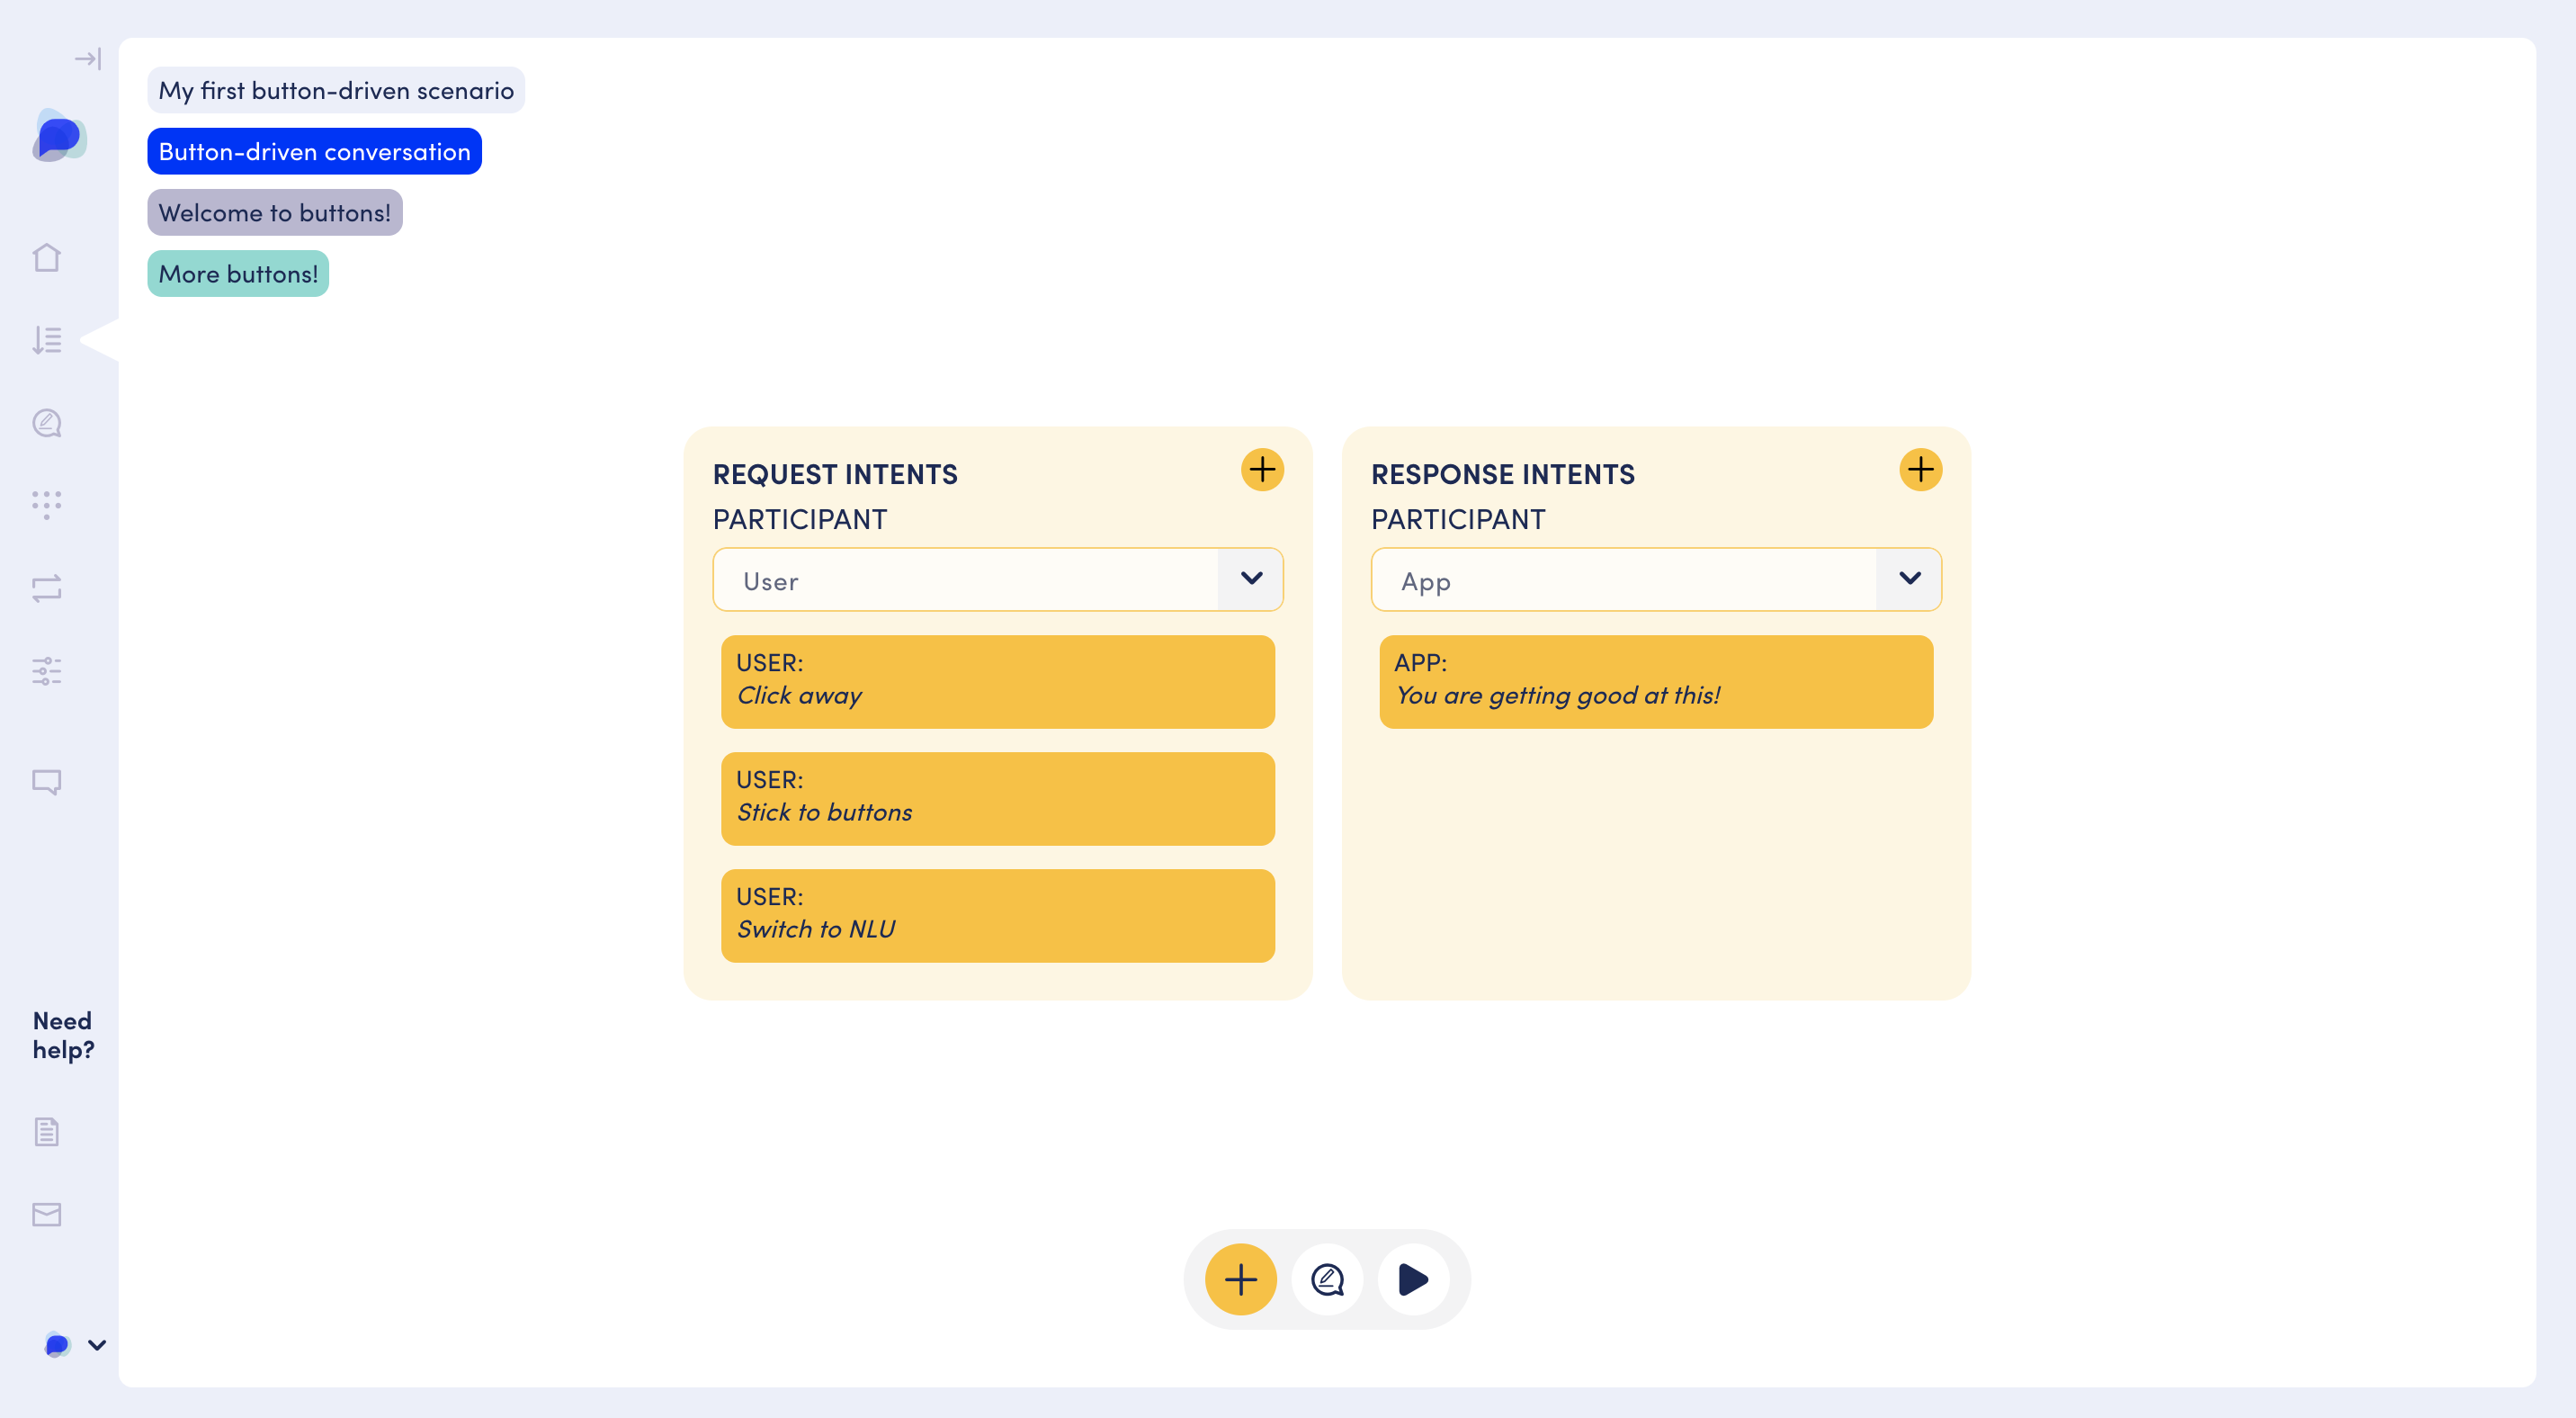 My first button-driven scenario
Button-driven conversation
Welcome to buttons!
More buttons!
REQUEST INTENTS
PARTICIPANT
User
USER:
Click away
USER:
Stick to buttons
USER:
Switch to NLU
RESPONSE INTENTS
PARTICIPANT
App
APP:
You are getting good at this!
Need
help?